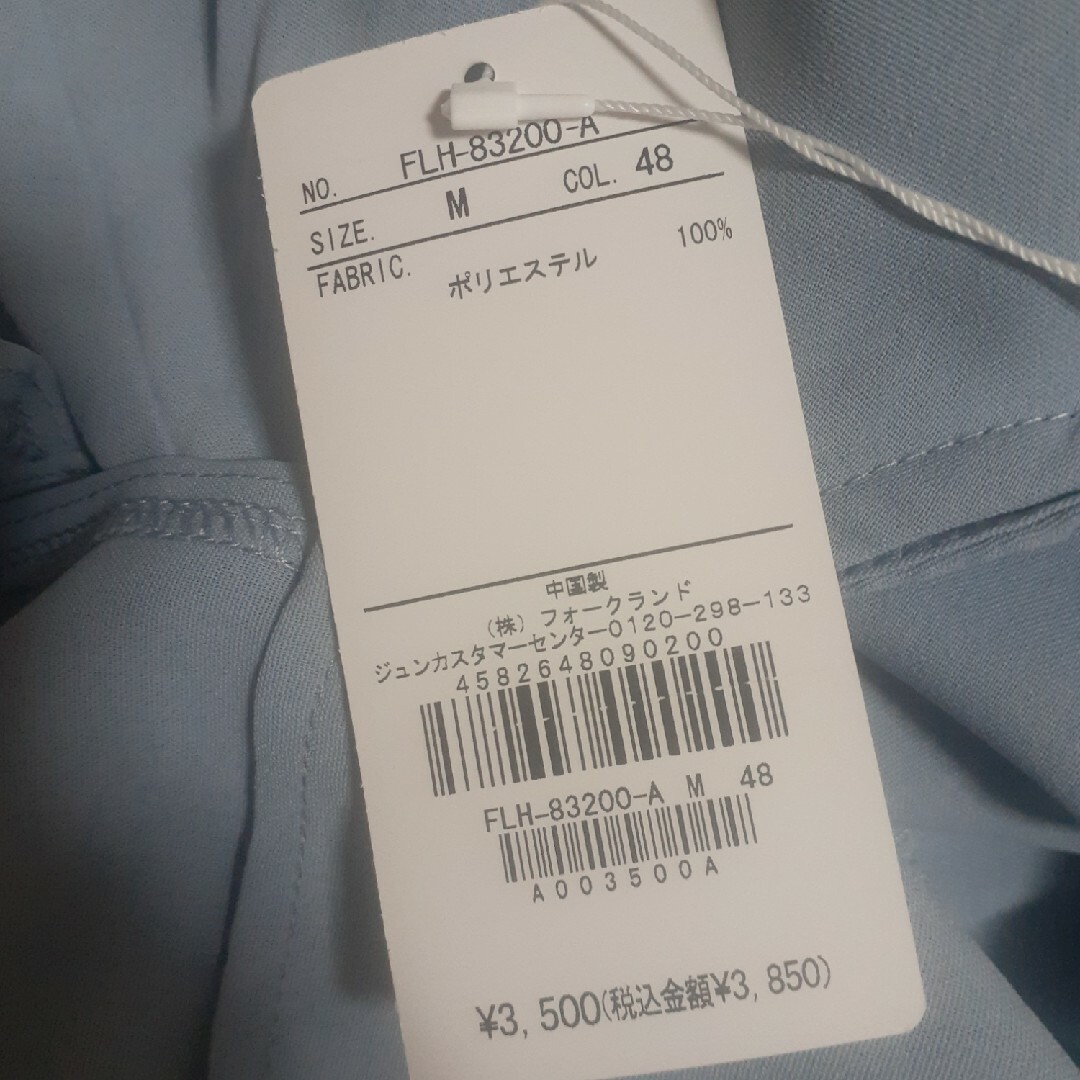 NO. FLH-83200-A
SIZE. M COL. 48
FABRIC.
ポリエステル 100%
中国製
(株) フォークランド
ジュンカスタマーセンター0120-298-133
4582648090200
FLH-83200-A M 48
A003500A
¥3,500(税込金額¥3,850)